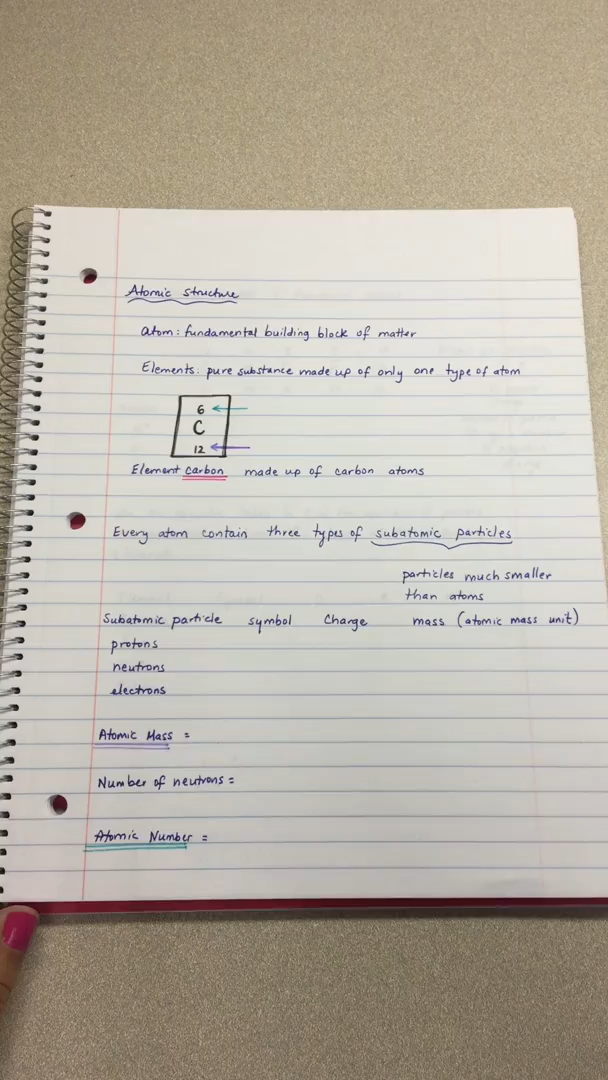 Atomic structure
atom: fundamental building block of matter
Elements: pure substance made up of only one type of atom
6
C
12
Element carbon made up of carbon atoms
Every atom contain three types of subatomic particles
particles much smaller
than atoms
Subatomic particle symbol Charge mass (atomic mass unit)
protons
neutrons
electrons
Atomic Mass =
Number of neutrons =
Atomic Number =